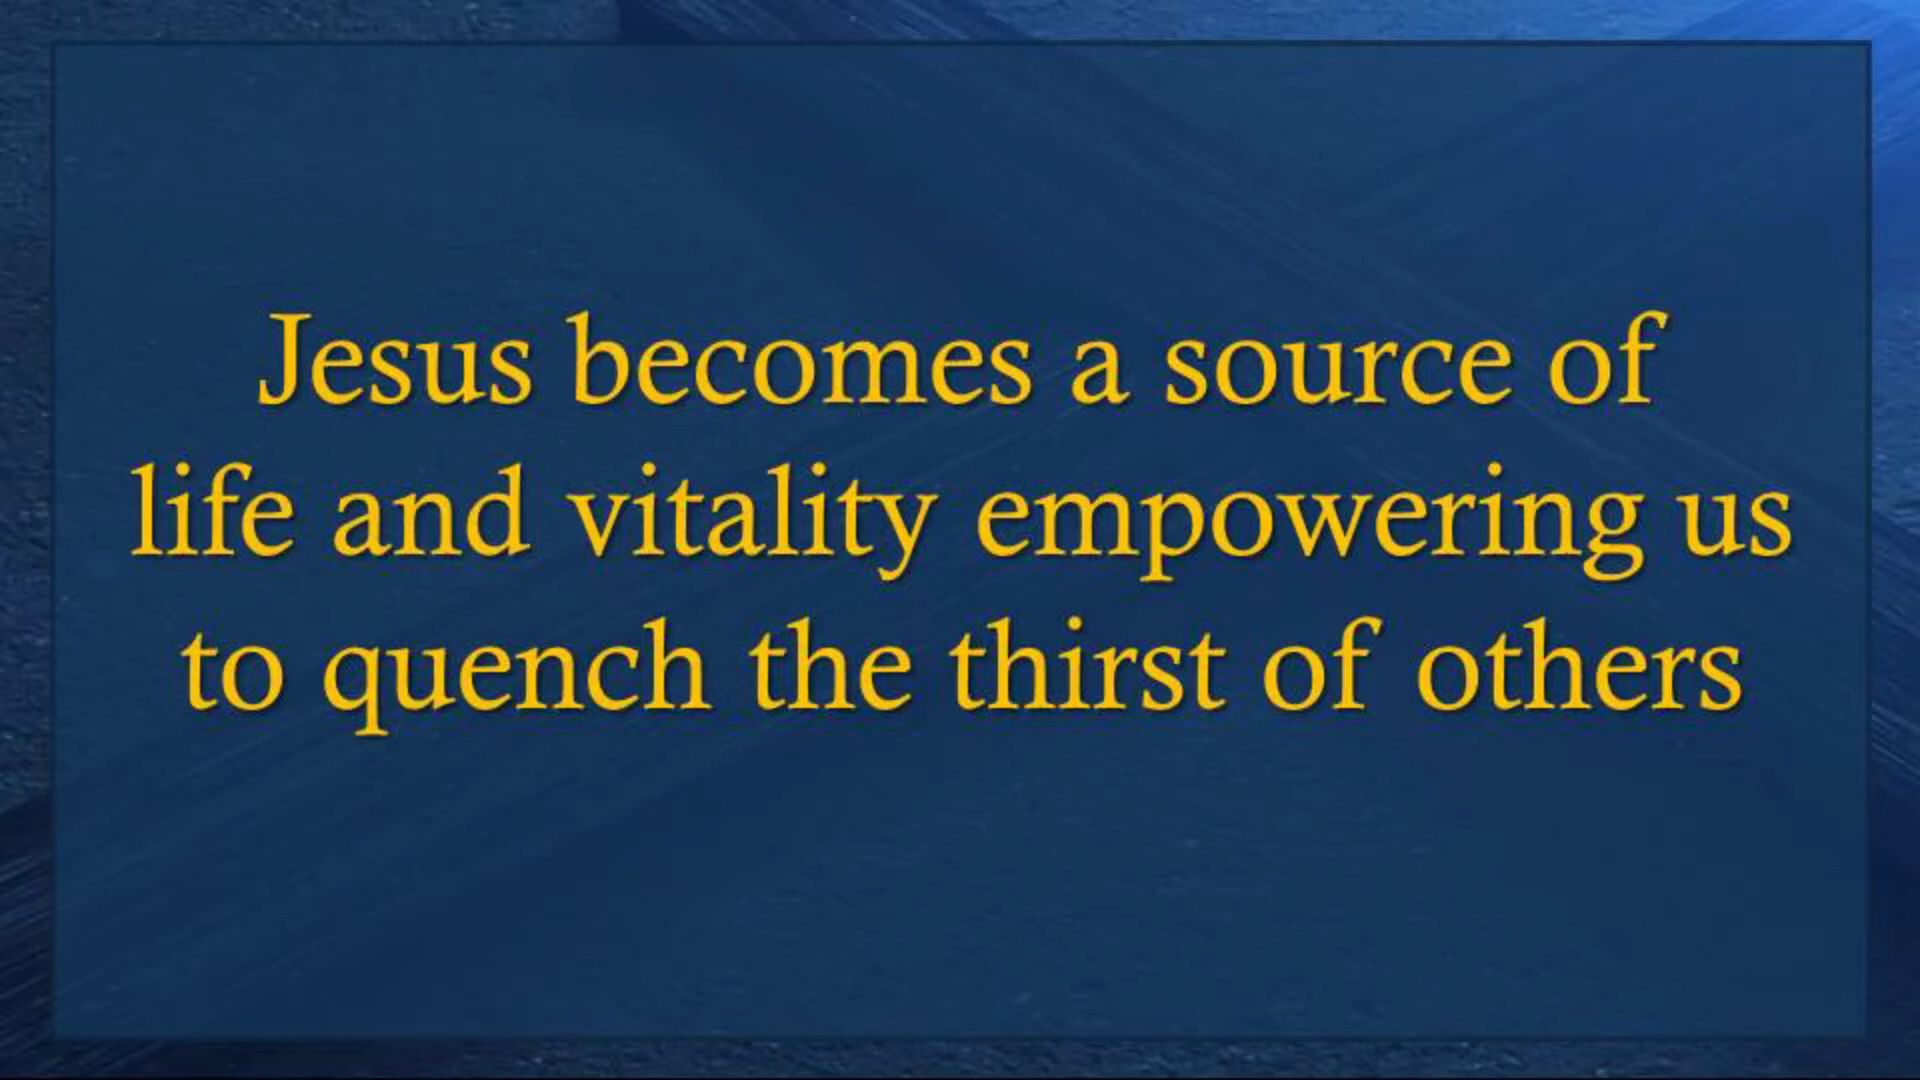 Jesus becomes a source of
life and vitality empowering us
to quench the thirst of others